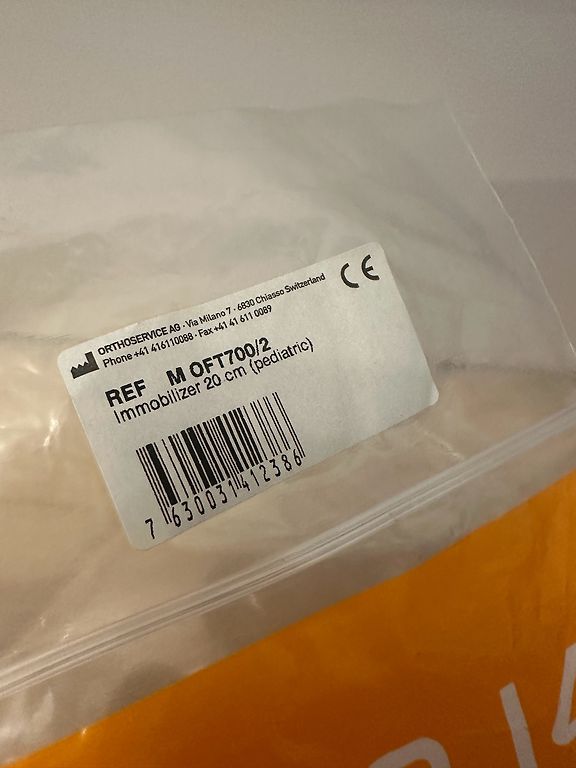 CE
ORTHOSERVICE AG · Via Milano 7 · 6830 Chiasso Switzerland
Phone +41 416110088 · Fax +41 41 611 0089
REF M OFT700/2
Immobilizer 20 cm (pediatric)
7 630031 412386